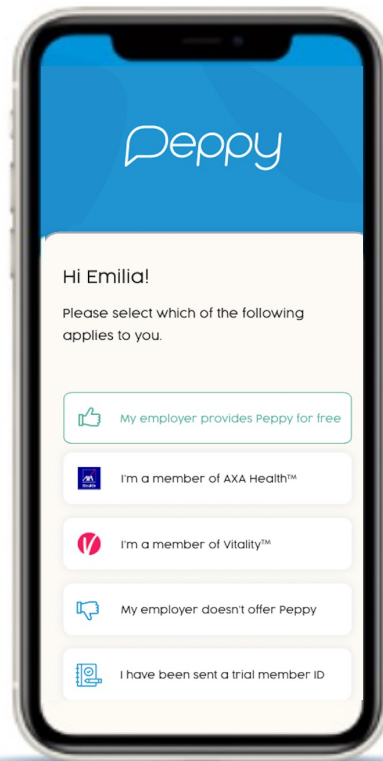 Peppy
Hi Emilia!
Please select which of the following
applies to you.
My employer provides Peppy for free
I'm a member of AXA Health™
I'm a member of Vitality™
My employer doesn't offer Peppy
I have been sent a trial member ID